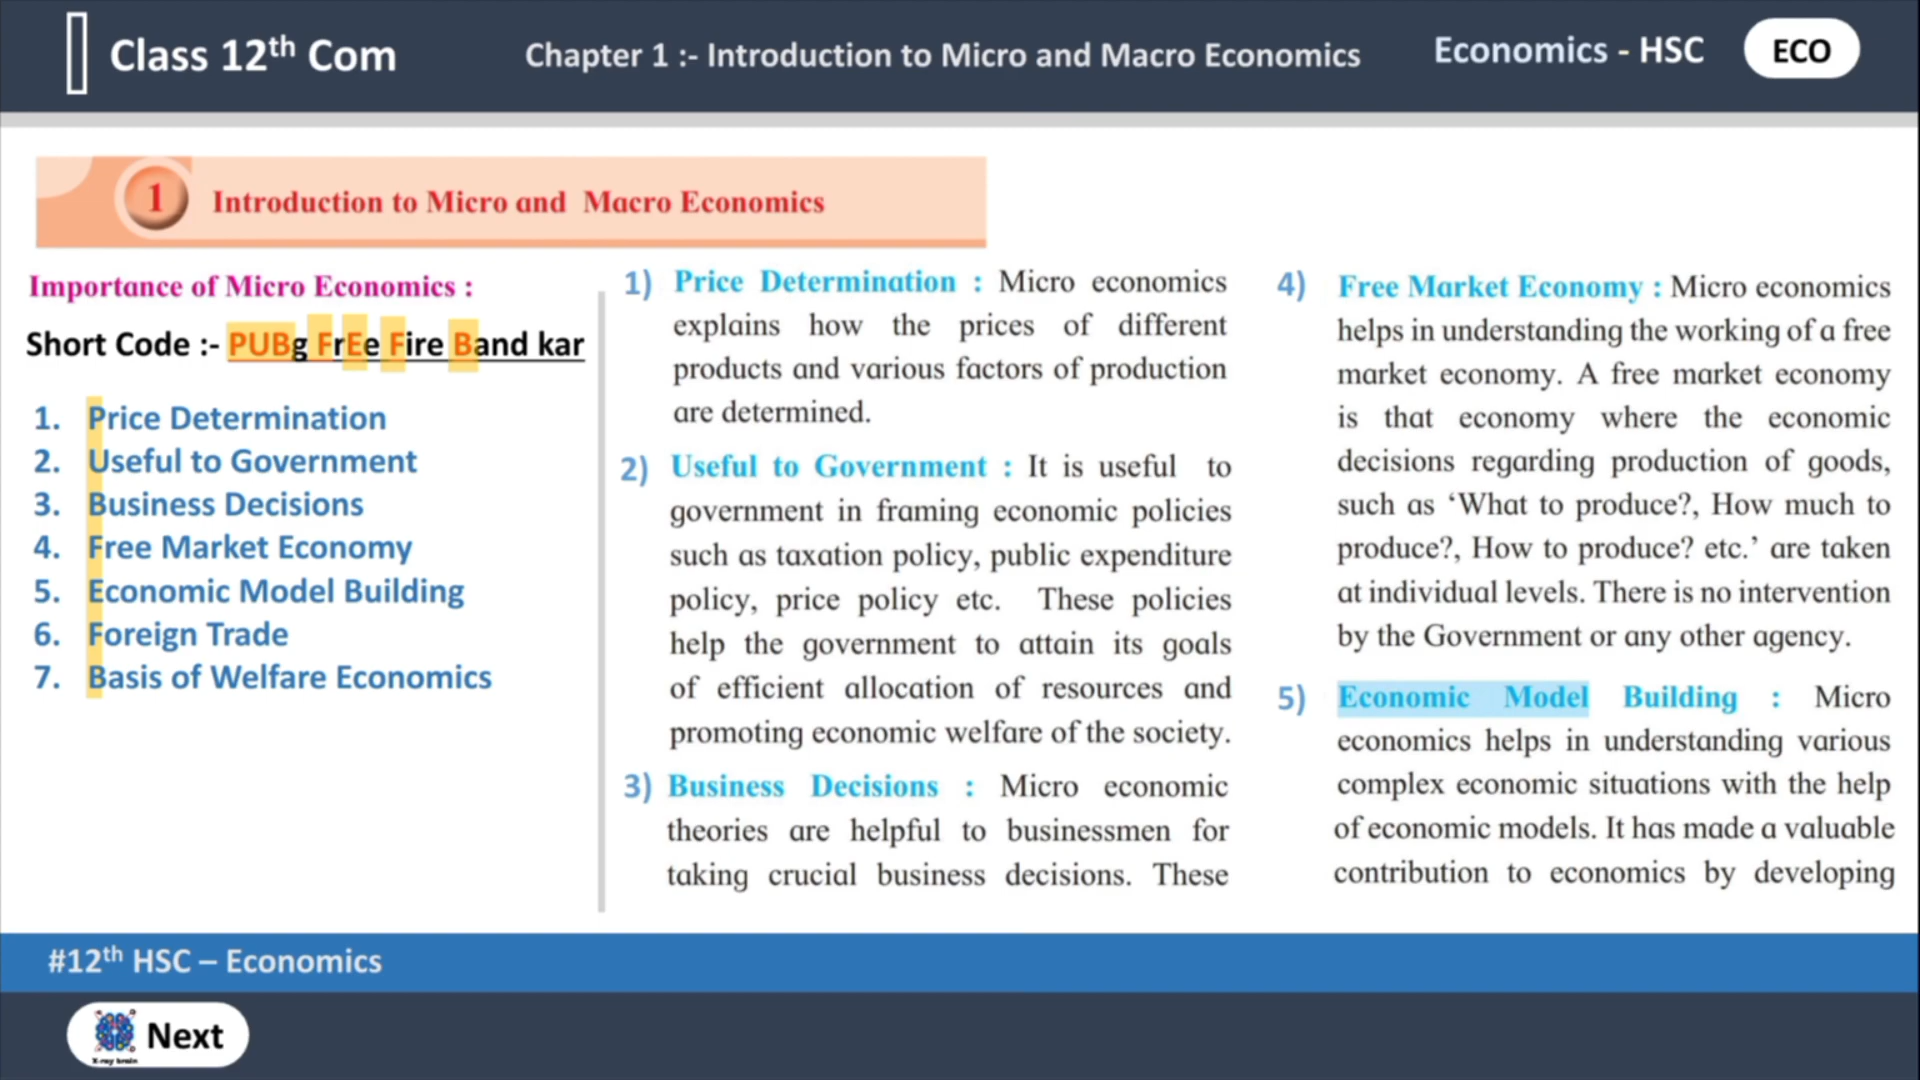 Class 12th Com
Chapter 1 :- Introduction to Micro and Macro Economics
Economics - HSC
ECO
1
Introduction to Micro and Macro Economics
Importance of Micro Economics :
Short Code :- PUBg FrEe Fire Band kar
1. Price Determination
2. Useful to Government
3. Business Decisions
4. Free Market Economy
5. Economic Model Building
6. Foreign Trade
7. Basis of Welfare Economics
1) Price Determination : Micro economics
explains how the prices of different
products and various factors of production
are determined.
2) Useful to Government : It is useful to
government in framing economic policies
such as taxation policy, public expenditure
policy, price policy etc. These policies
help the government to attain its goals
of efficient allocation of resources and
promoting economic welfare of the society.
3) Business Decisions : Micro economic
theories are helpful to businessmen for
taking crucial business decisions. These
4) Free Market Economy : Micro economics
helps in understanding the working of a free
market economy. A free market economy
is that economy where the economic
decisions regarding production of goods,
such as ‘What to produce?, How much to
produce?, How to produce? etc.’ are taken
at individual levels. There is no intervention
by the Government or any other agency.
5) Economic Model Building : Micro
economics helps in understanding various
complex economic situations with the help
of economic models. It has made a valuable
contribution to economics by developing
#12th HSC – Economics
Next
X-ray brain